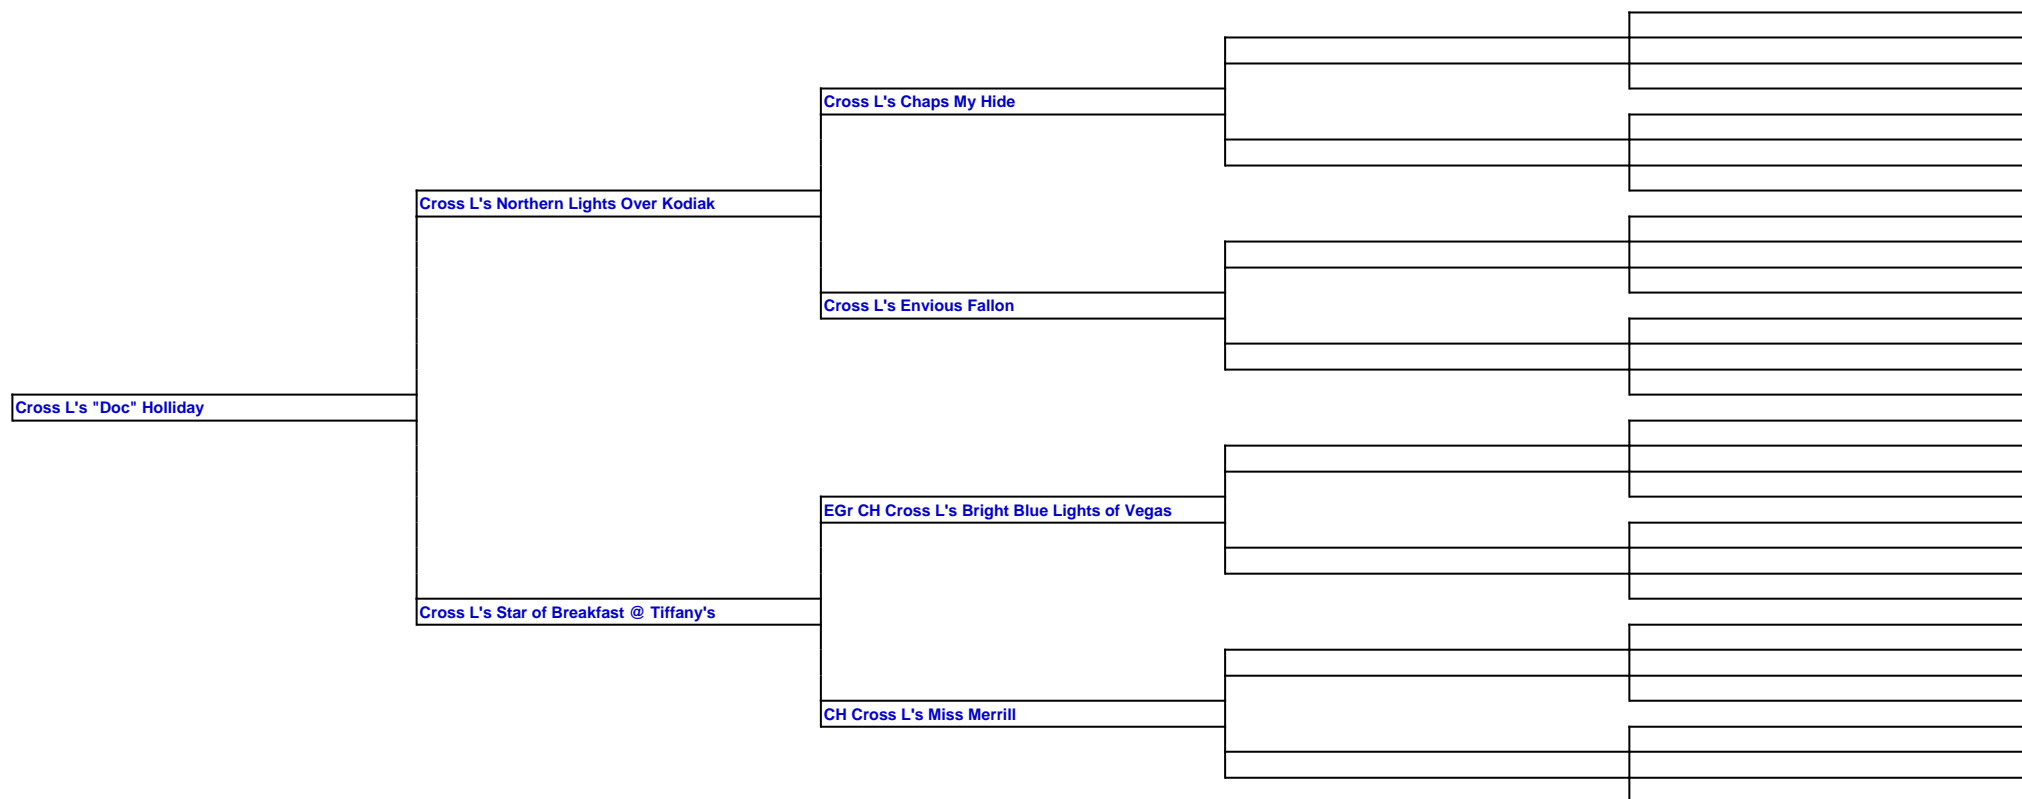 Cross L's Chaps My Hide
Cross L's Northern Lights Over Kodiak
Cross L's Envious Fallon
Cross L's "Doc" Holliday
EGr CH Cross L's Bright Blue Lights of Vegas
Cross L's Star of Breakfast @ Tiffany's
CH Cross L's Miss Merrill